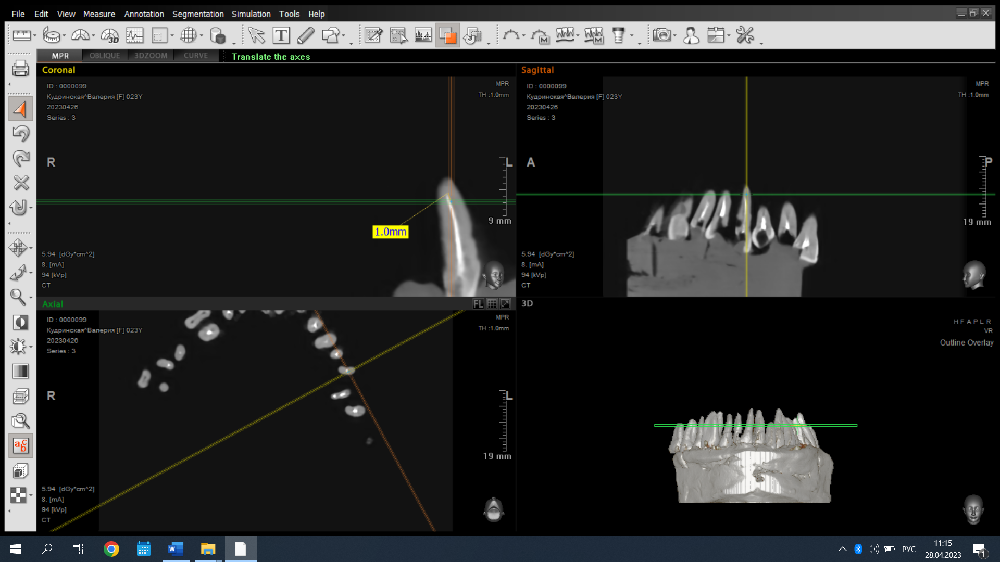 File Edit View Measure Annotation Segmentation Simulation Tools Help
T 3D M M
MPR OBLIQUE 3DZOOM CURVE Translate the axes
Coronal
ID : 0000099
Кудринская^Валерия [F] 023Y
20230426
Series : 3
MPR
TH :1.0mm
R
L
9 mm
1.0mm
5.94 [dGy*cm^2]
8. [mA]
94 [kVp]
CT
Sagittal
ID : 0000099
Кудринская^Валерия [F] 023Y
20230426
Series : 3
MPR
TH :1.0mm
A
P
19 mm
5.94 [dGy*cm^2]
8. [mA]
94 [kVp]
CT
Axial
FL
ID : 0000099
Кудринская^Валерия [F] 023Y
20230426
Series : 3
MPR
TH :1.0mm
R
L
19 mm
5.94 [dGy*cm^2]
8. [mA]
94 [kVp]
CT
3D
H F A P L R
VR
Outline Overlay
abc
W
РУС
11:15
28.04.2023
1